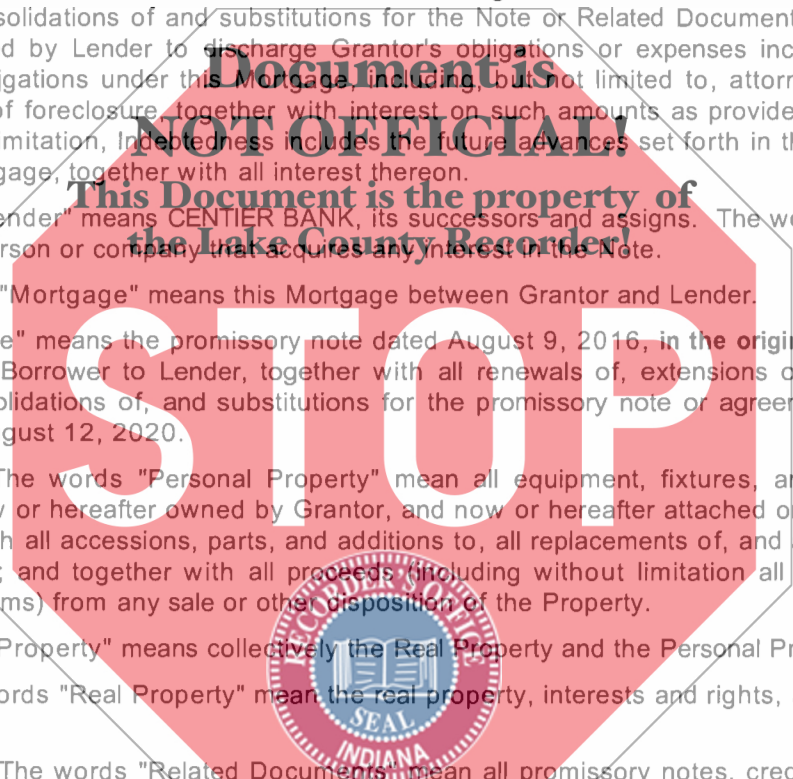 solidations of and substitutions for the Note or Related Document
d by Lender to discharge Grantor's obligations or expenses inc
igations under this Mortgage, including, but not limited to, attorn
of foreclosure, together with interest on such amounts as provide
imitation, Indebtedness includes the future advances set forth in th
gage, together with all interest thereon.
Document is
NOT OFFICIAL!
This Document is the property of
the Lake County Recorder!
ender" means CENTIER BANK, its successors and assigns. The wo
rson or company that acquires any interest in the Note.
"Mortgage" means this Mortgage between Grantor and Lender.
e" means the promissory note dated August 9, 2016, in the origin
Borrower to Lender, together with all renewals of, extensions o
olidations of, and substitutions for the promissory note or agreen
gust 12, 2020.
STOP
The words "Personal Property" mean all equipment, fixtures, an
y or hereafter owned by Grantor, and now or hereafter attached or
h all accessions, parts, and additions to, all replacements of, and
; and together with all proceeds (including without limitation all
ms) from any sale or other disposition of the Property.
Property" means collectively the Real Property and the Personal Pr
ords "Real Property" mean the real property, interests and rights,
RECORDER'S OFFICE
SEAL
INDIANA
The words "Related Documents" mean all promissory notes, cred